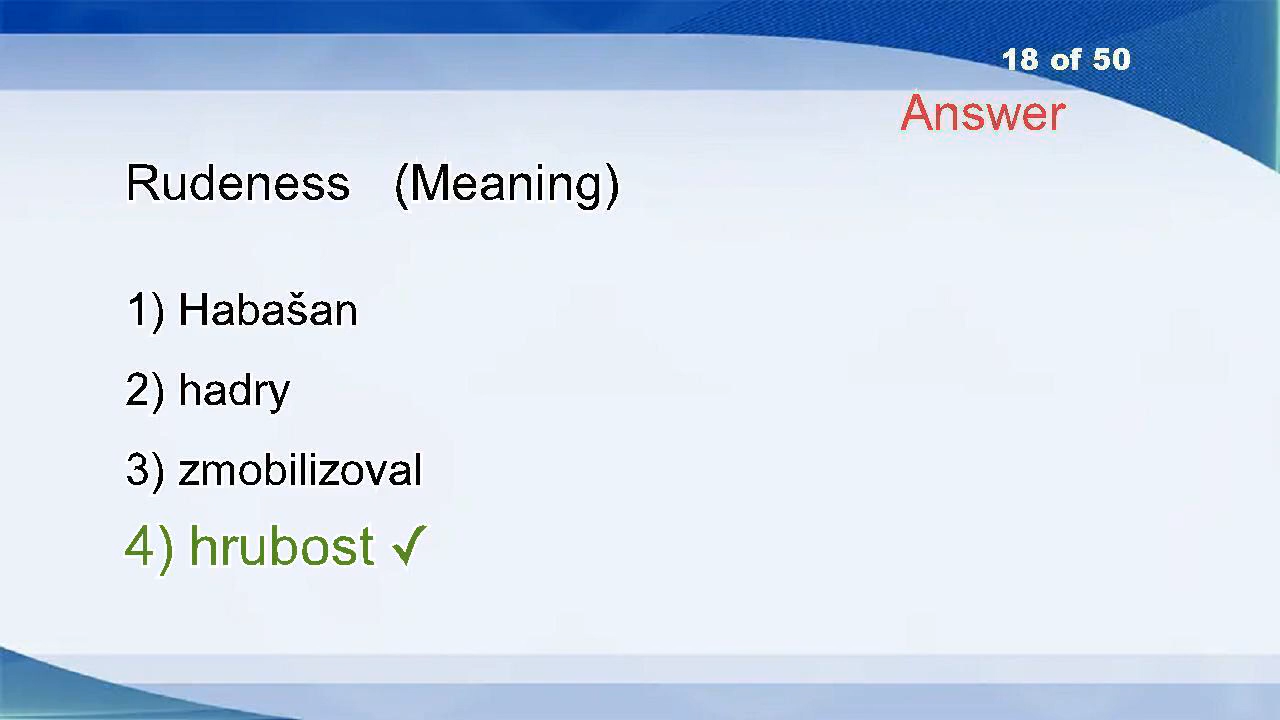 18 of 50
Answer
Rudeness (Meaning)
1) Habašan
2) hadry
3) zmobilizoval
4) hrubost ✓